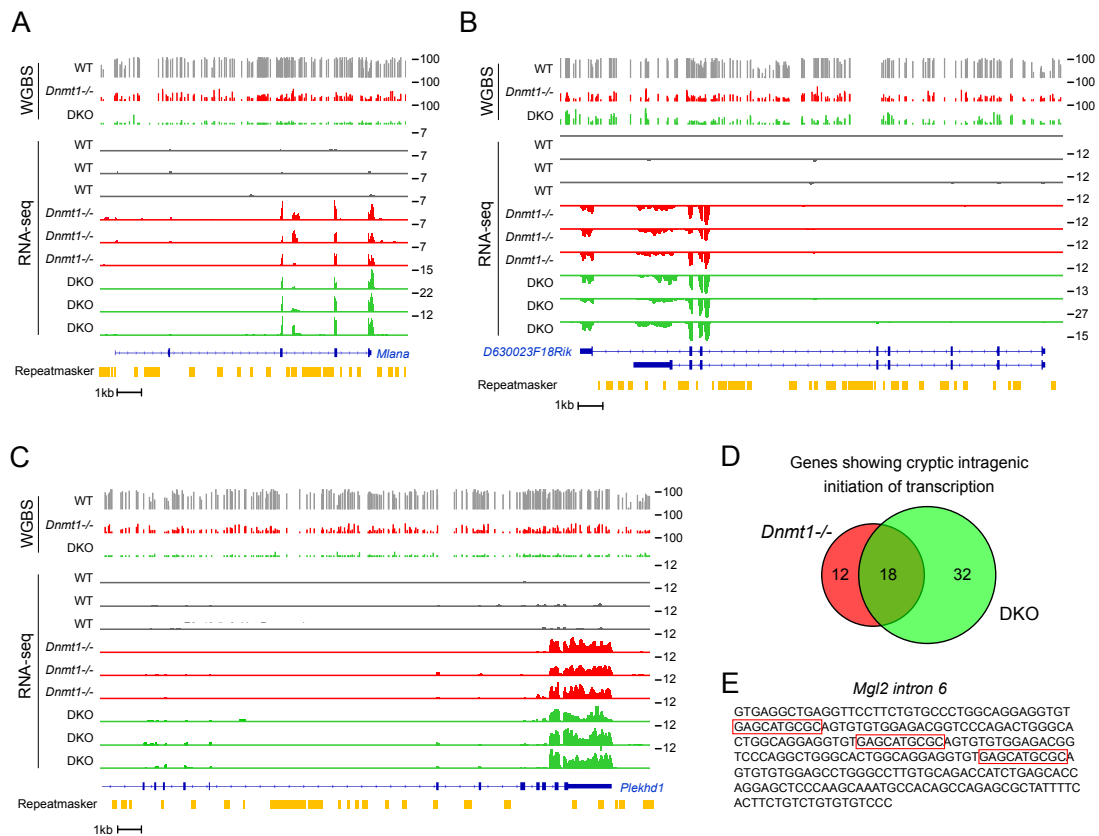 A
WGBS
WT
100
Dnmt1-/-
100
DKO
100
RNA-seq
WT
7
WT
7
WT
7
Dnmt1-/-
7
Dnmt1-/-
7
Dnmt1-/-
7
DKO
15
DKO
22
DKO
12
Mlana
Repeatmasker
1kb
B
WGBS
WT
100
Dnmt1-/-
100
DKO
100
RNA-seq
WT
WT
12
WT
12
Dnmt1-/-
12
Dnmt1-/-
12
Dnmt1-/-
12
DKO
12
DKO
13
DKO
27
15
D630023F18Rik
Repeatmasker
1kb
C
WGBS
WT
100
Dnmt1-/-
100
DKO
100
RNA-seq
WT
12
WT
12
WT
12
Dnmt1-/-
12
Dnmt1-/-
12
Dnmt1-/-
12
DKO
12
DKO
12
DKO
12
Plekhd1
Repeatmasker
1kb
D
Genes showing cryptic intragenic
initiation of transcription
Dnmt1-/-
12
18
32
DKO
E
Mgl2 intron 6
GTGAGGCTGAGGTTCCTTCTGTGCCCTGGCAGGAGGTGT
GAGCATGCGCAGTGTGTGGAGACGGTCCCAGACTGGGCA
CTGGCAGGAGGTGTGAGCATGCGCAGTGTGTGGAGACGG
TCCCAGGCTGGGCACTGGCAGGAGGTGTGAGCATGCGCA
GTGTGTGGAGCCTGGGCCTTGTGCAGACCATCTGAGCACC
AGGAGCTCCCAAGCAAATGCCACAGCCAGAGCGCTATTTTC
ACTTCTGTCTGTGTGTCCC